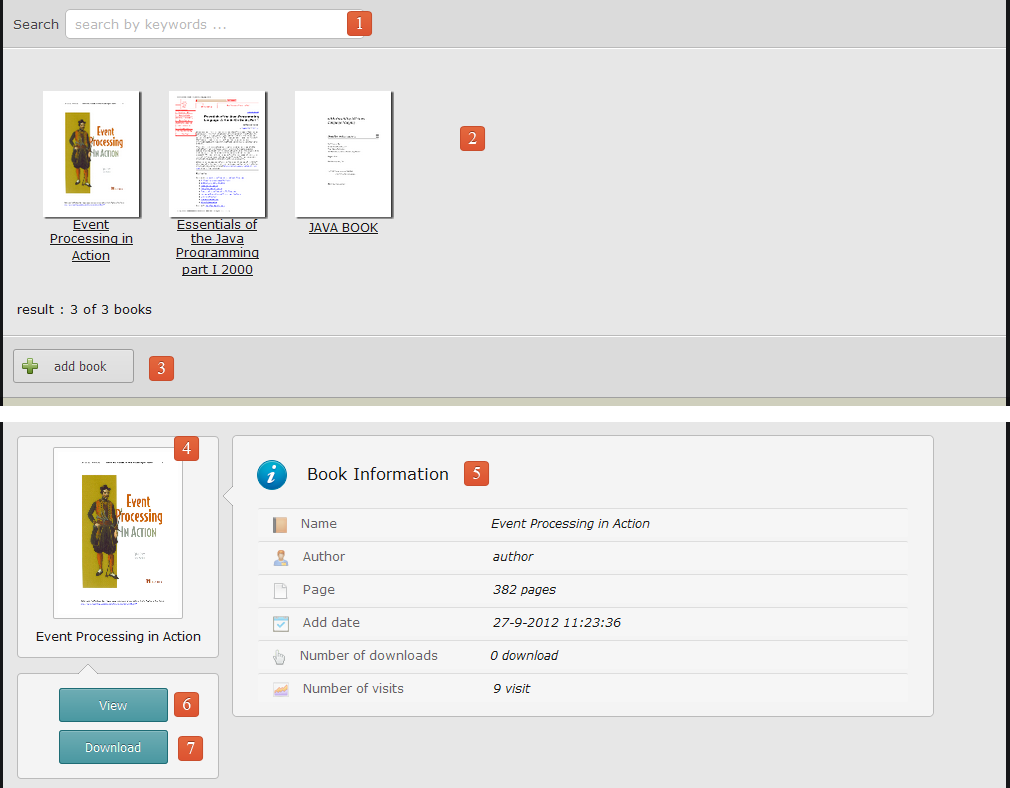 Search search by keywords ... 1
Event
Processing
IN ACTION
2
Event
Processing in
Action
Essentials of
the Java
Programming
part I 2000
JAVA BOOK
result : 3 of 3 books
add book 3
4
Event
Processing
IN ACTION
Event Processing in Action
View 6
Download 7
Book Information 5
Name Event Processing in Action
Author author
Page 382 pages
Add date 27-9-2012 11:23:36
Number of downloads 0 download
Number of visits 9 visit